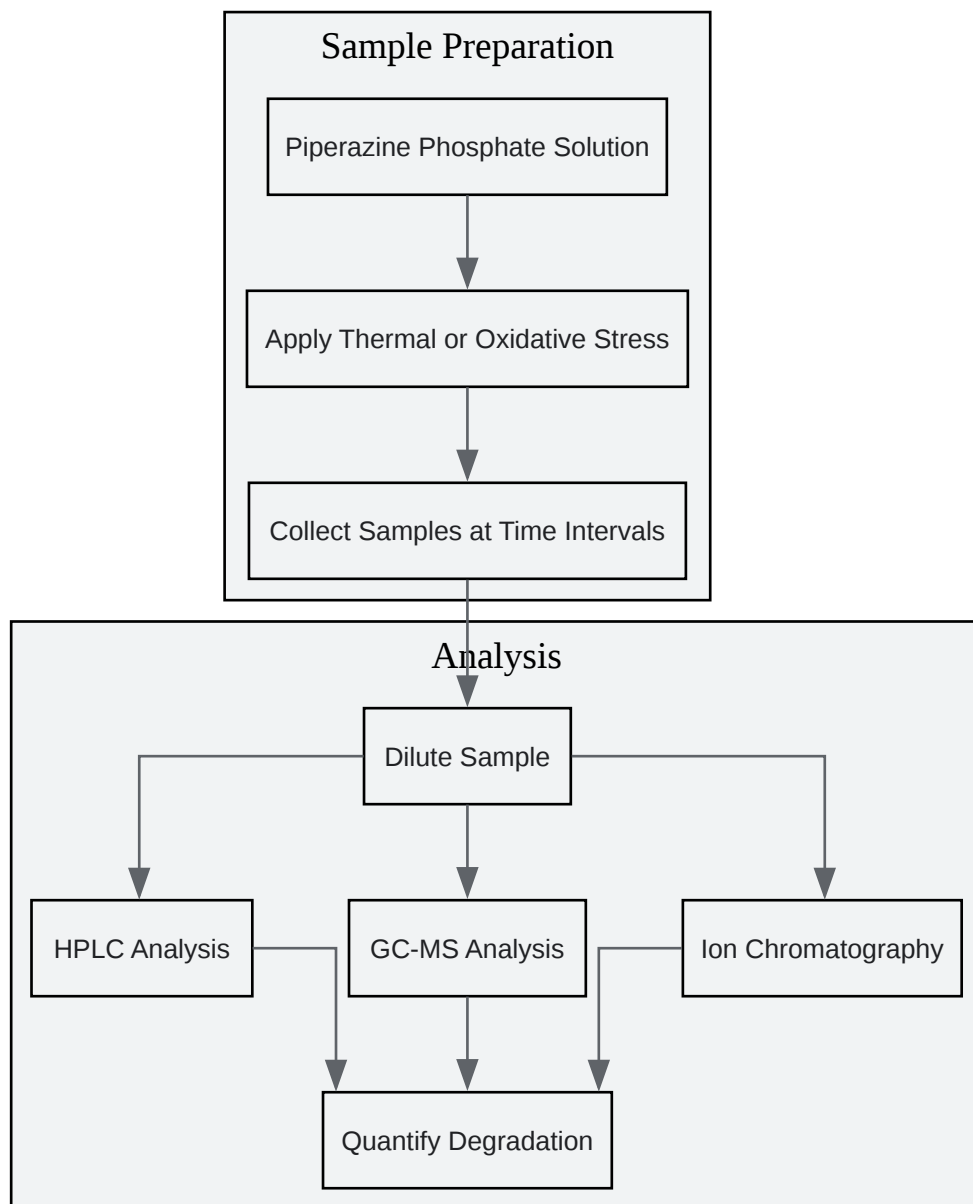 Sample Preparation
Piperazine Phosphate Solution
Apply Thermal or Oxidative Stress
Collect Samples at Time Intervals
Analysis
Dilute Sample
HPLC Analysis
GC-MS Analysis
Ion Chromatography
Quantify Degradation